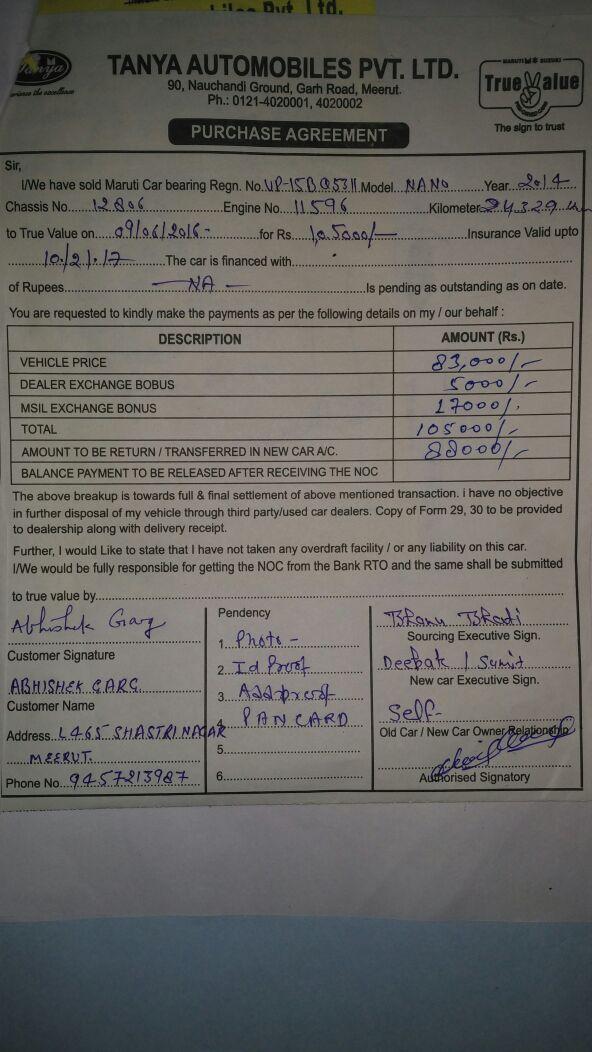 Pvt. Ltd.
Tanya
TANYA AUTOMOBILES PVT. LTD.
90, Nauchandi Ground, Garh Road, Meerut.
Ph.: 0121-4020001, 4020002
MARUTI SUZUKI
True Value
The sign to trust
PURCHASE AGREEMENT
Sir,
I/We have sold Maruti Car bearing Regn. No. Model NANO Year 2014
Chassis No. 12806 Engine No. 11596 Kilometer 24329 km
to True Value on 09/06/2016- for Rs. 1,05000/- Insurance Valid upto
10/21.17 The car is financed with
of Rupees NA Is pending as outstanding as on date.
You are requested to kindly make the payments as per the following details on my / our behalf :
DESCRIPTION AMOUNT (Rs.)
VEHICLE PRICE 83,000/-
DEALER EXCHANGE BOBUS 5000/-
MSIL EXCHANGE BONUS 17000/.
TOTAL 105000/-
AMOUNT TO BE RETURN / TRANSFERRED IN NEW CAR A/C. 88000/-
BALANCE PAYMENT TO BE RELEASED AFTER RECEIVING THE NOC
The above breakup is towards full & final settlement of above mentioned transaction. i have no objective
in further disposal of my vehicle through third party/used car dealers. Copy of Form 29, 30 to be provided
to dealership along with delivery receipt.
Further, I would Like to state that I have not taken any overdraft facility / or any liability on this car.
I/We would be fully responsible for getting the NOC from the Bank RTO and the same shall be submitted
to true value by
Abhishek Garg
Customer Signature
ABHISHEK GARG
Customer Name
Address L465 SHASTRI NAGAR
MEERUT.
Phone No. 9457213987
Pendency
1. Photo -
2. Id Proof
3. Add proof
4. PAN CARD
5.
6.
Sourcing Executive Sign.
Deepak / Sumit
New car Executive Sign.
Self-
Old Car / New Car Owner Relationship
Authorised Signatory